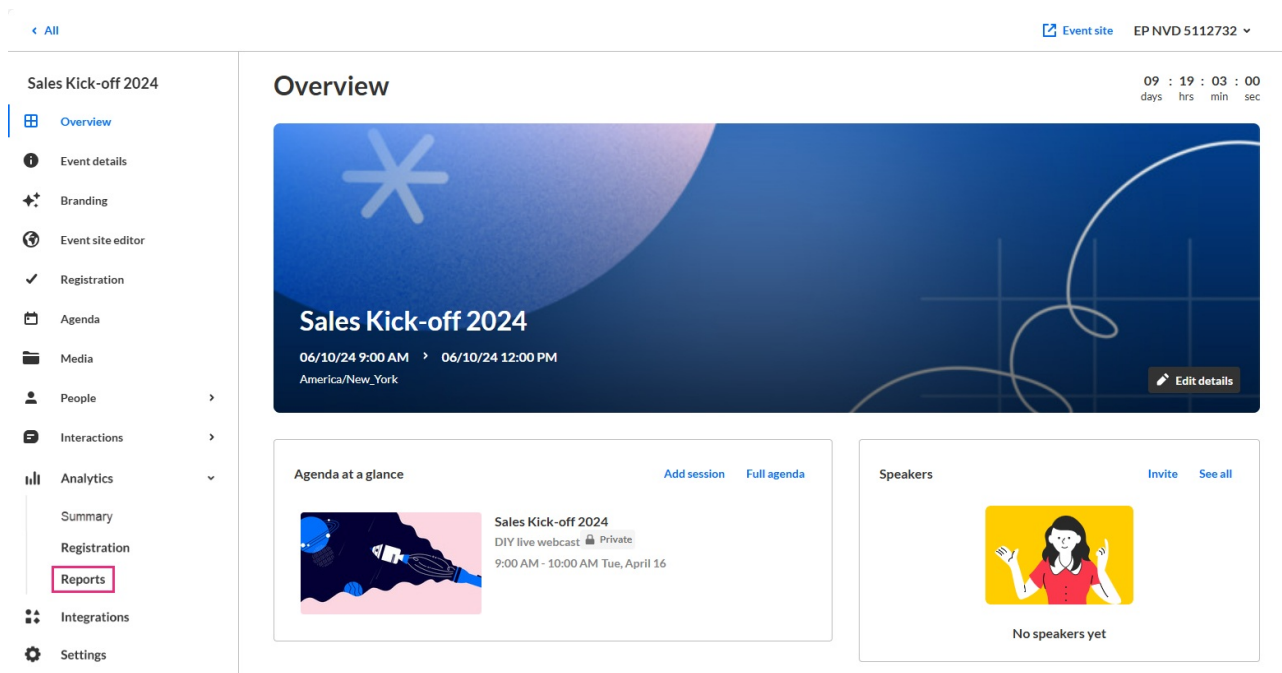 All
Event site
EP NVD 5112732
Sales Kick-off 2024
Overview
Event details
Branding
Event site editor
Registration
Agenda
Media
People
Interactions
Analytics
Summary
Registration
Reports
Integrations
Settings
Overview
09 : 19 : 03 : 00
days hrs min sec
Sales Kick-off 2024
06/10/24 9:00 AM > 06/10/24 12:00 PM
America/New_York
Edit details
Agenda at a glance
Add session
Full agenda
Sales Kick-off 2024
DIY live webcast Private
9:00 AM - 10:00 AM Tue, April 16
Speakers
Invite
See all
No speakers yet